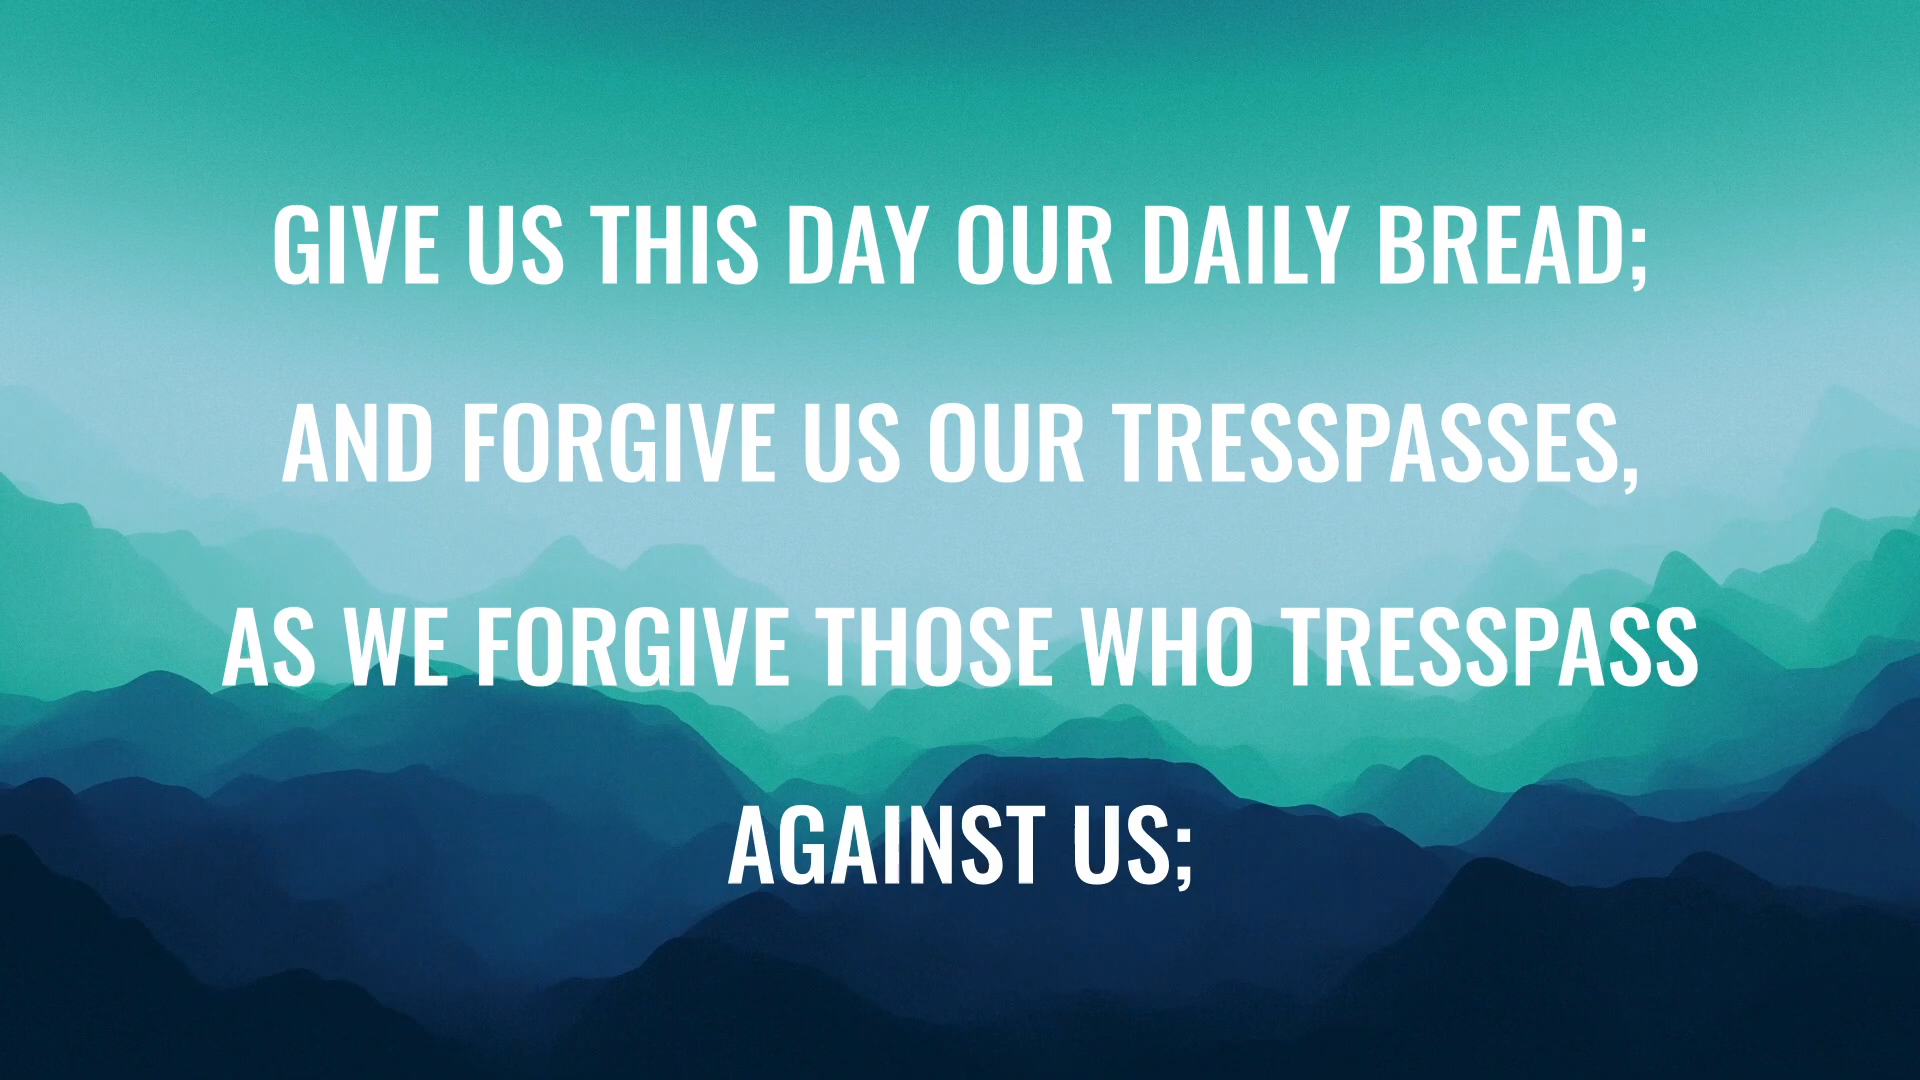 GIVE US THIS DAY OUR DAILY BREAD;
AND FORGIVE US OUR TRESSPASSES,
AS WE FORGIVE THOSE WHO TRESSPASS
AGAINST US;